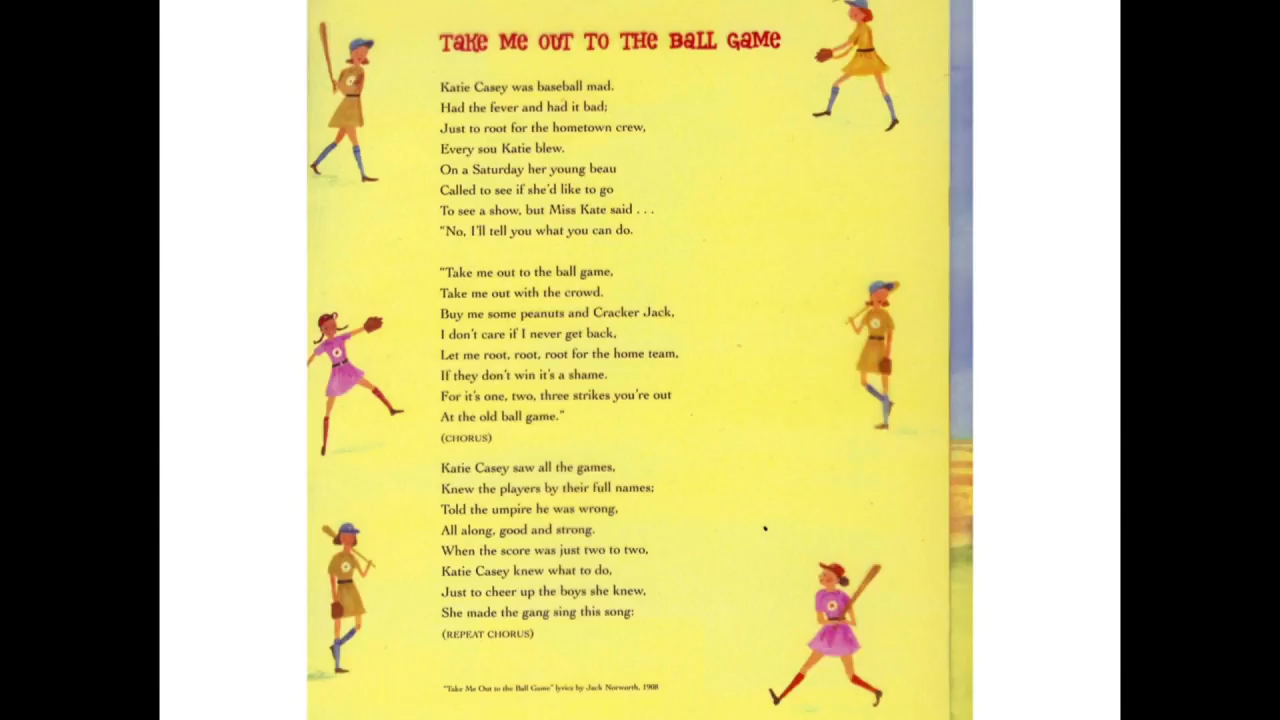 TAKE ME OUT TO THE BALL GAME
Katie Casey was baseball mad.
Had the fever and had it bad;
Just to root for the hometown crew,
Every sou Katie blew.
On a Saturday her young beau
Called to see if she'd like to go
To see a show, but Miss Kate said . . .
"No, I'll tell you what you can do.
"Take me out to the ball game,
Take me out with the crowd.
Buy me some peanuts and Cracker Jack,
I don't care if I never get back,
Let me root, root, root for the home team,
If they don't win it's a shame.
For it's one, two, three strikes you're out
At the old ball game."
(CHORUS)
Katie Casey saw all the games,
Knew the players by their full names;
Told the umpire he was wrong,
All along, good and strong.
When the score was just two to two,
Katie Casey knew what to do,
Just to cheer up the boys she knew,
She made the gang sing this song:
(REPEAT CHORUS)
"Take Me Out to the Ball Game" lyrics by Jack Norworth, 1908